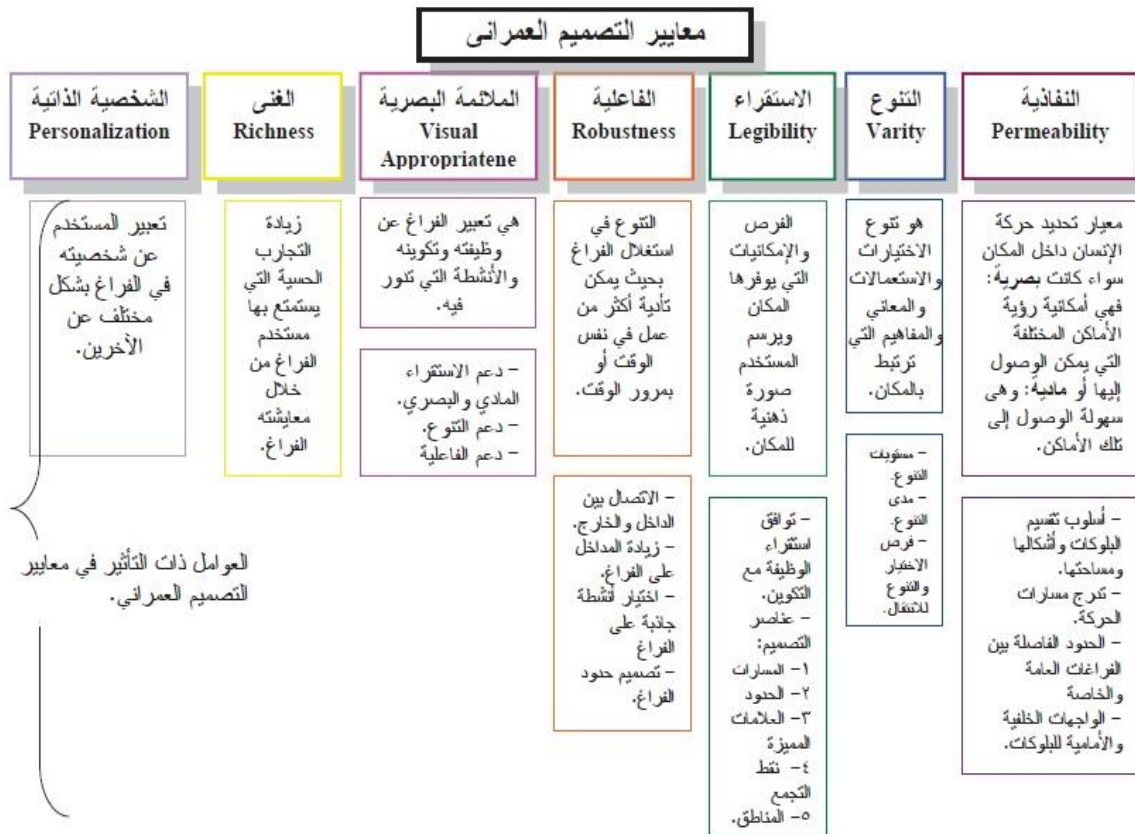 معايير التصميم العمرانى
النفاذية
Permeability
معيار تحديد حركة
الإنسان داخل المكان
سواء كانت بصرية:
فهي أمكانية رؤية
الأماكن المختلفة
التي يمكن الوصول
إليها أو مادية: وهى
سهولة الوصول إلى
تلك الأماكن.
- أسلوب تقسيم
البلوكات وأشكالها
ومساحتها.
- تدرج مسارات
الحركة.
- الحدود الفاصلة بين
الفراغات العامة
والخاصة
- الواجهات الخلفية
والأمامية للبلوكات.
التنوع
Varity
هو تنوع
الاختيارات
والاستعمالات
والمعاني
والمفاهيم التي
ترتبط
بالمكان.
- مستويات
التنوع.
- مدى
التنوع.
- فرص
الاختيار
والتنوع
للانتقال.
الاستقراء
Legibility
الفرص
والإمكانيات
التي يوفرها
المكان
ويرسم
المستخدم
صورة
ذهنية
للمكان.
- توافق
استقراء
الوظيفة مع
التكوين.
- عناصر
التصميم:
١- المسارات
٢- الحدود
٣- العلامات
المميزة
٤- نقط
التجمع
٥- المناطق.
الفاعلية
Robustness
التنوع في
استغلال الفراغ
بحيث يمكن
تأدية أكثر من
عمل في نفس
الوقت أو
بمرور الوقت.
- الاتصال بين
الداخل والخارج.
- زيادة المداخل
على الفراغ.
- اختيار أنشطة
جاذبة على
الفراغ
- تصميم حدود
الفراغ.
الملائمة البصرية
Visual
Appropriatene
هي تعبير الفراغ عن
وظيفته وتكوينه
والأنشطة التي تدور
فيه.
- دعم الاستقراء
المادي والبصري.
- دعم التنوع.
- دعم الفاعلية
الغنى
Richness
زيادة
التجارب
الحسية التي
يستمتع بها
مستخدم
الفراغ من
خلال
معايشته
الفراغ.
الشخصية الذاتية
Personalization
تعبير المستخدم
عن شخصيته
في الفراغ بشكل
مختلف عن
الأخرين.
العوامل ذات التأثير في معايير
التصميم العمراني.